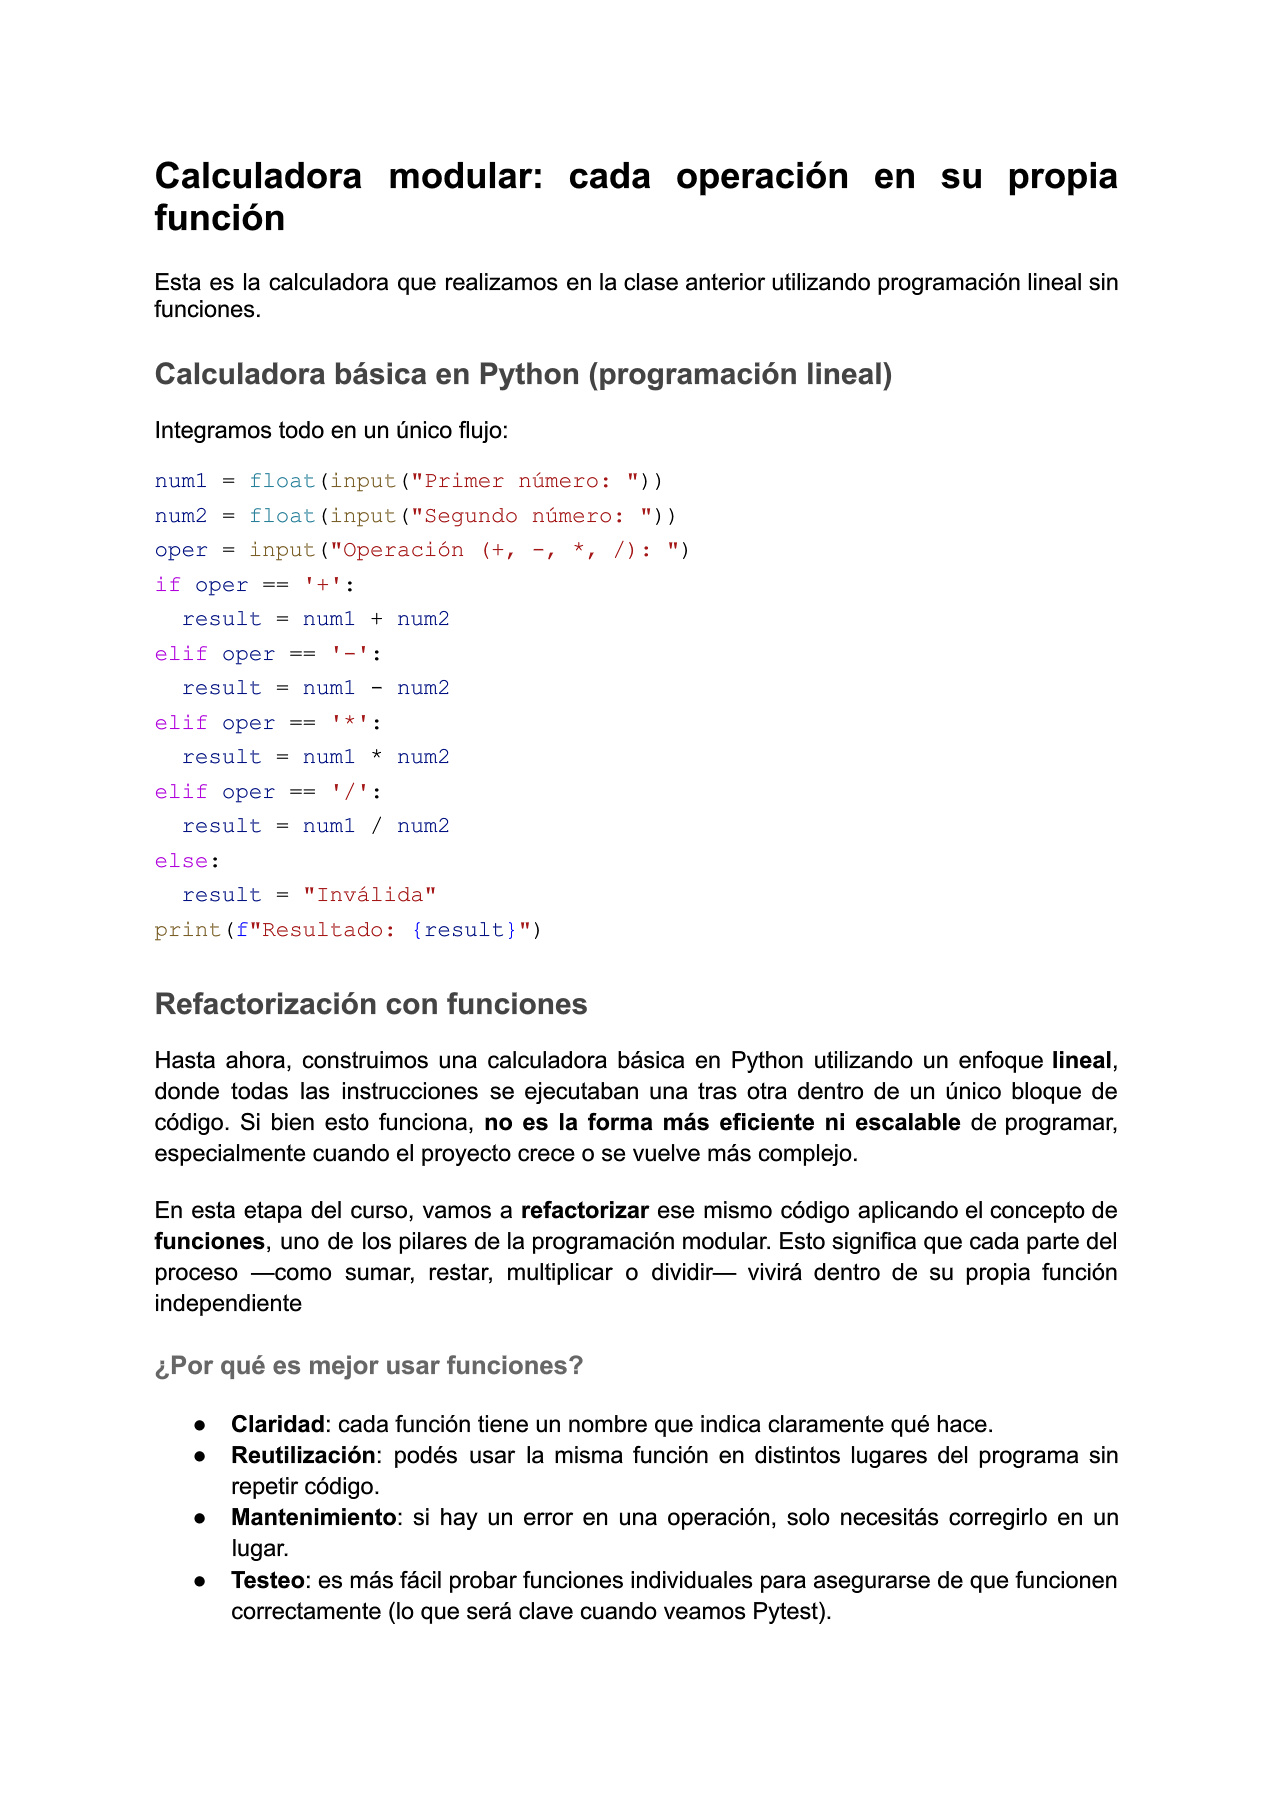 Calculadora modular: cada operación en su propia
función
Esta es la calculadora que realizamos en la clase anterior utilizando programación lineal sin
funciones.
Calculadora básica en Python (programación lineal)
Integramos todo en un único flujo:
num1 = float(input("Primer número: "))
num2 = float(input("Segundo número: "))
oper = input("Operación (+, -, *, /): ")
if oper == '+':
  result = num1 + num2
elif oper == '-':
  result = num1 - num2
elif oper == '*':
  result = num1 * num2
elif oper == '/':
  result = num1 / num2
else:
  result = "Inválida"
print(f"Resultado: {result}")
Refactorización con funciones
Hasta ahora, construimos una calculadora básica en Python utilizando un enfoque lineal,
donde todas las instrucciones se ejecutaban una tras otra dentro de un único bloque de
código. Si bien esto funciona, no es la forma más eficiente ni escalable de programar,
especialmente cuando el proyecto crece o se vuelve más complejo.
En esta etapa del curso, vamos a refactorizar ese mismo código aplicando el concepto de
funciones, uno de los pilares de la programación modular. Esto significa que cada parte del
proceso —como sumar, restar, multiplicar o dividir— vivirá dentro de su propia función
independiente
¿Por qué es mejor usar funciones?
● Claridad: cada función tiene un nombre que indica claramente qué hace.
● Reutilización: podés usar la misma función en distintos lugares del programa sin
repetir código.
● Mantenimiento: si hay un error en una operación, solo necesitás corregirlo en un
lugar.
● Testeo: es más fácil probar funciones individuales para asegurarse de que funcionen
correctamente (lo que será clave cuando veamos Pytest).